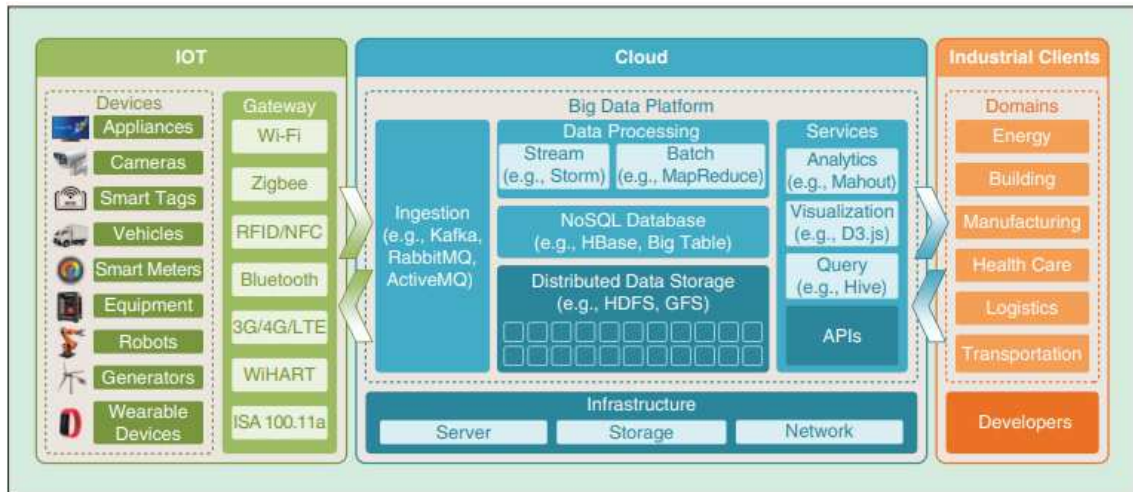 IOT
Devices
Appliances
Cameras
Smart Tags
Vehicles
Smart Meters
Equipment
Robots
Generators
Wearable
Devices
Gateway
Wi-Fi
Zigbee
RFID/NFC
Bluetooth
3G/4G/LTE
WiHART
ISA 100.11a
Cloud
Big Data Platform
Ingestion
(e.g., Kafka,
RabbitMQ,
ActiveMQ)
Data Processing
Stream
(e.g., Storm)
Batch
(e.g., MapReduce
NoSQL Database
(e.g., HBase, Big Table)
Distributed Data Storage
(e.g., HDFS, GFS)
Services
Analytics
(e.g., Mahout)
Visualization
(e.g., D3.js)
Query
(e.g., Hive)
APIs
Infrastructure
Server
Storage
Network
Industrial Clients
Domains
Energy
Building
Manufacturing
Health Care
Logistics
Transportation
Developers